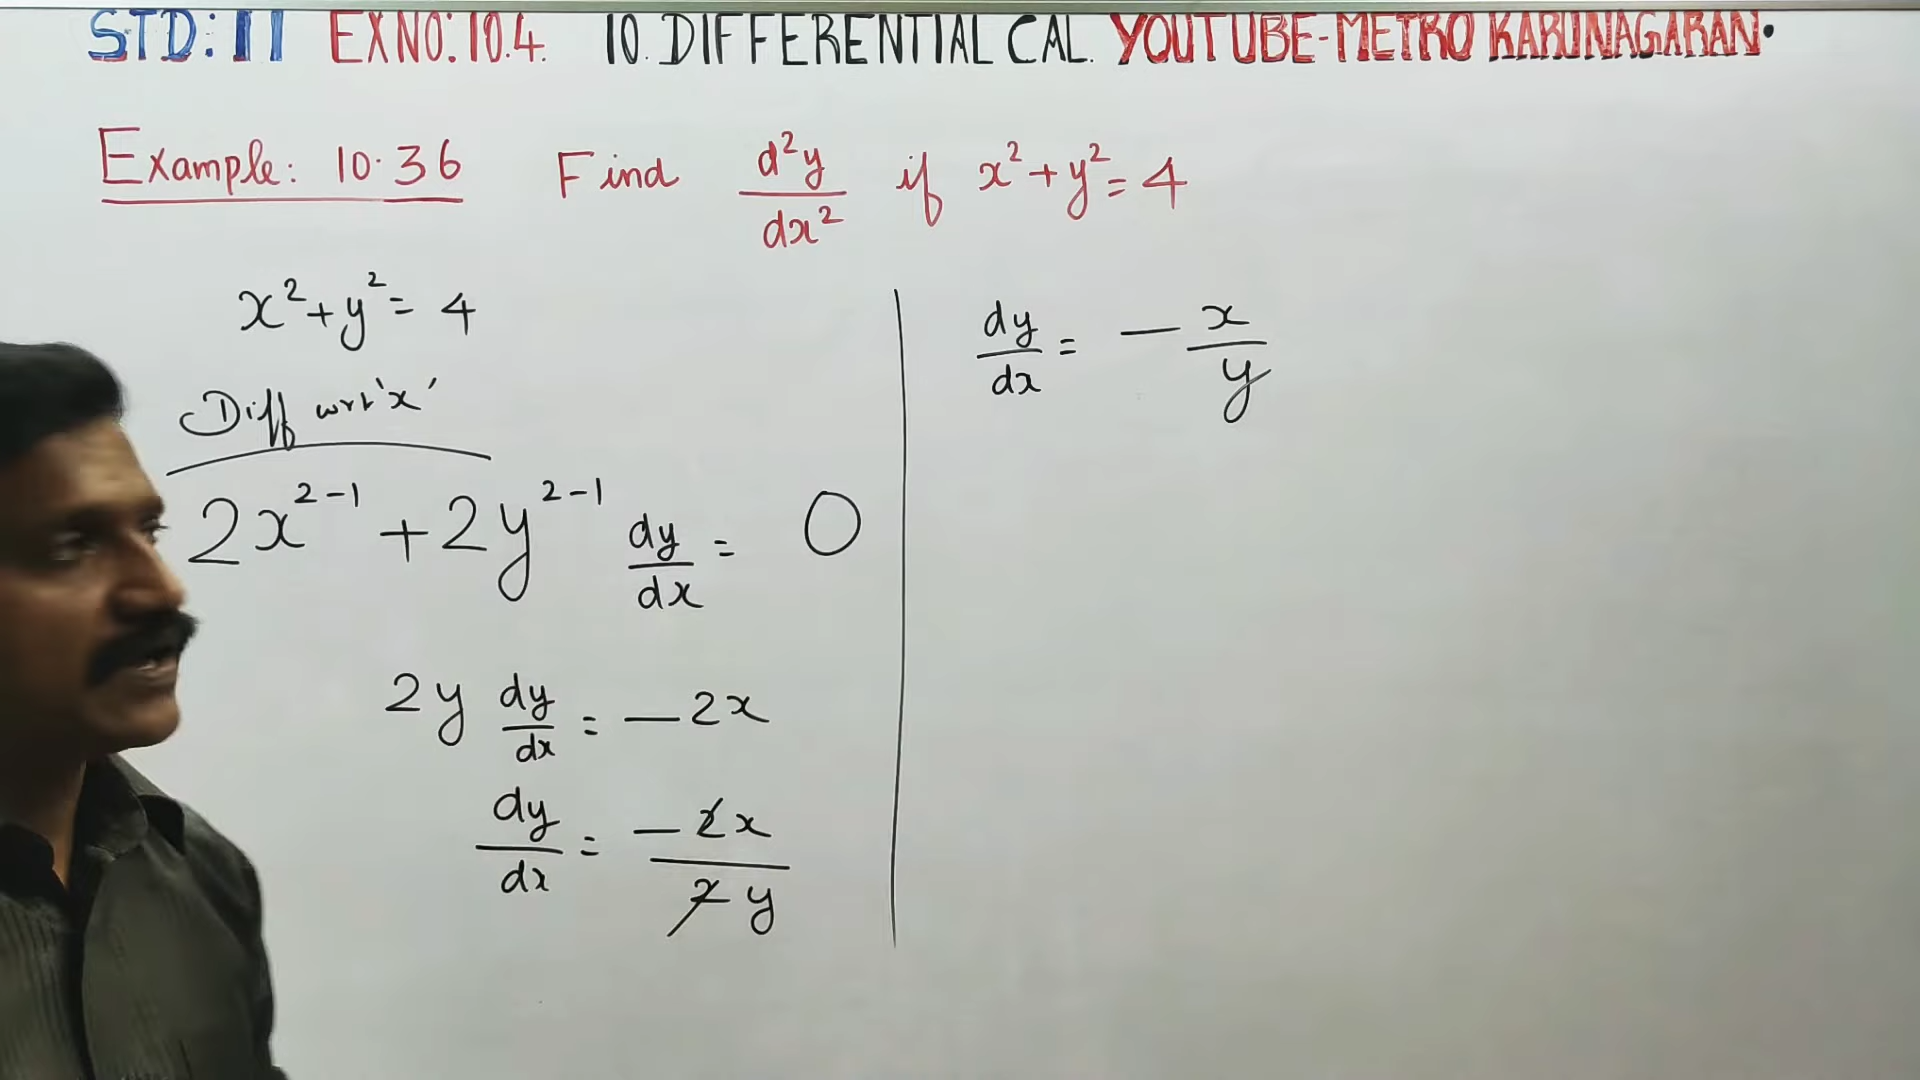 STD: 11 EXNO: 10.4. 10. DIFFERENTIAL CAL. YOUTUBE-METRO KARUNAGARAN.
Example: 10.36 Find d²y/dx² if x² + y² = 4
x² + y² = 4
Diff wrt 'x'
2x²⁻¹ + 2y²⁻¹ dy/dx = 0
2y dy/dx = — 2x
dy/dx = — 2x / 2y
dy/dx = — x/y